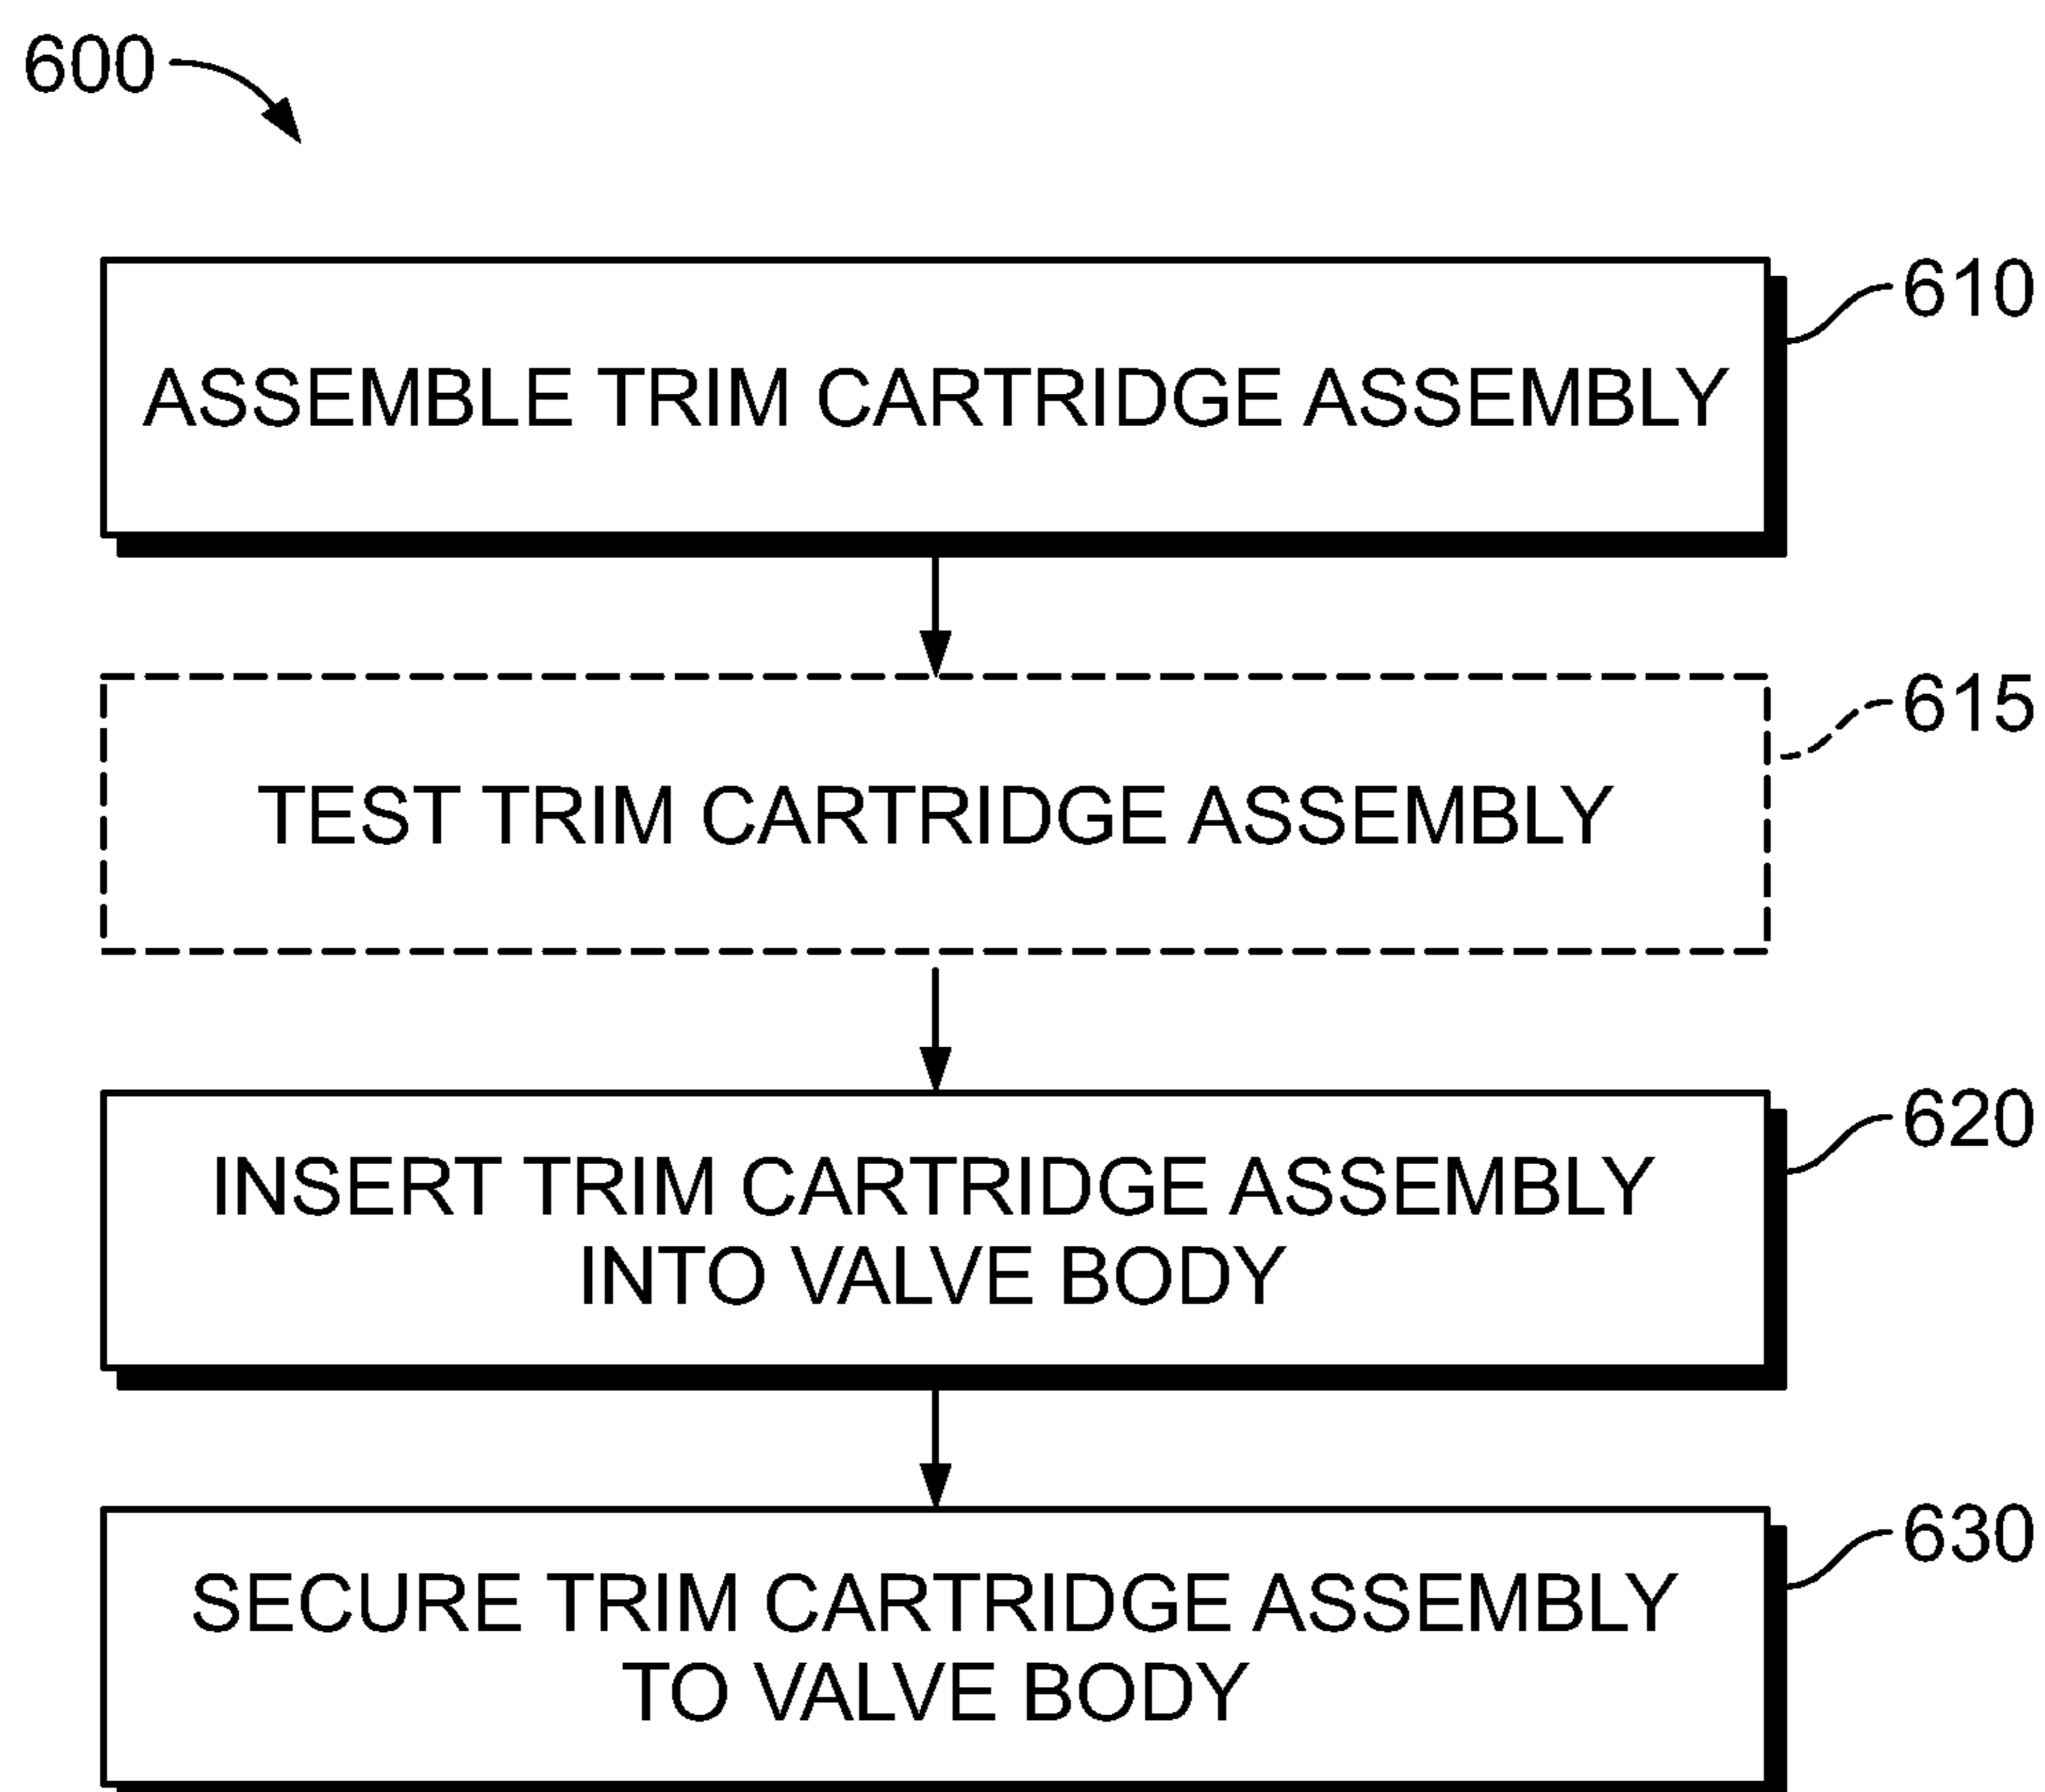 600
610
ASSEMBLE TRIM CARTRIDGE ASSEMBLY
615
TEST TRIM CARTRIDGE ASSEMBLY
620
INSERT TRIM CARTRIDGE ASSEMBLY
INTO VALVE BODY
630
SECURE TRIM CARTRIDGE ASSEMBLY
TO VALVE BODY